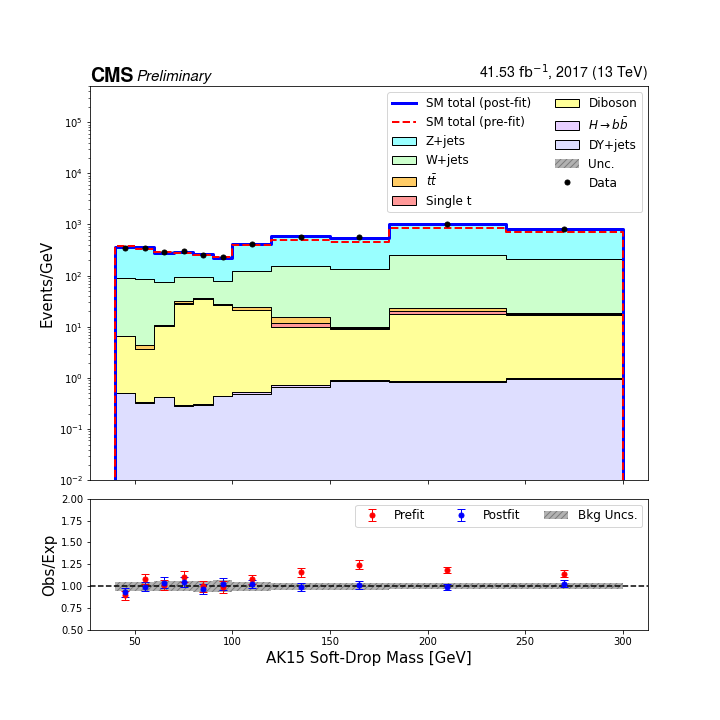 CMS Preliminary
41.53 fb⁻¹, 2017 (13 TeV)
SM total (post-fit)
SM total (pre-fit)
Z+jets
W+jets
tt̄
Single t
Diboson
H→bb̄
DY+jets
Unc.
Data
Events/GeV
10⁵
10⁴
10³
10²
10¹
10⁰
10⁻¹
10⁻²
Prefit
Postfit
Bkg Uncs.
Obs/Exp
2.00
1.75
1.50
1.25
1.00
0.75
0.50
50 100 150 200 250 300
AK15 Soft-Drop Mass [GeV]